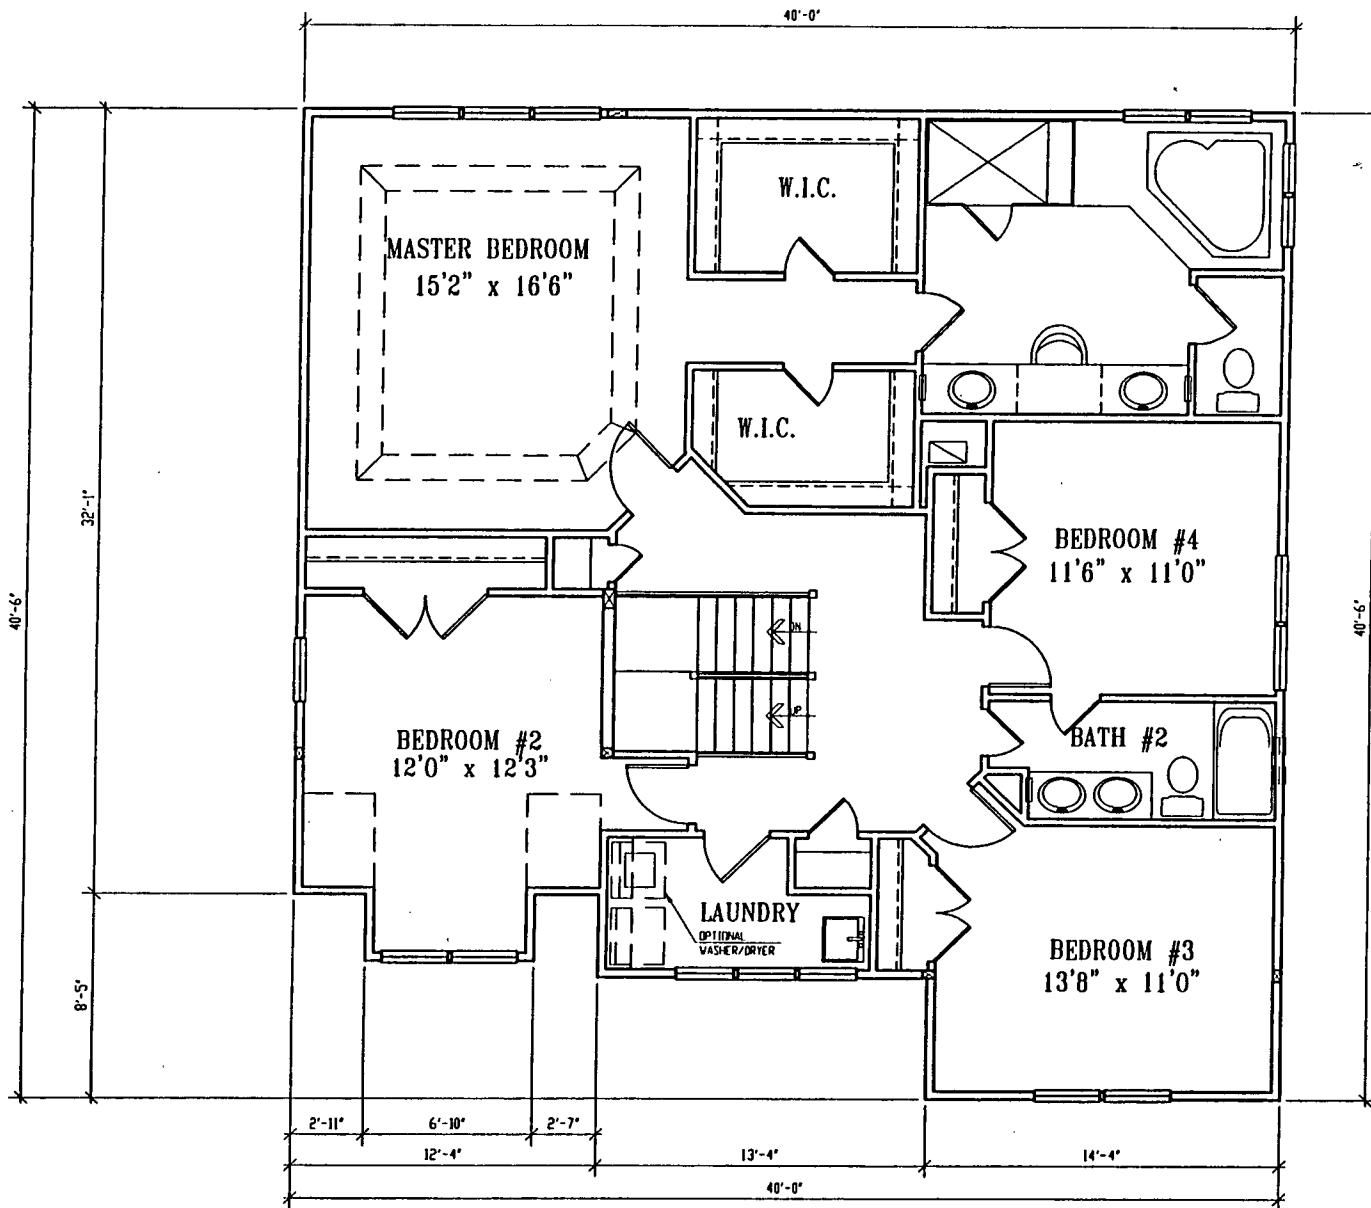 40'-0"
W.I.C.
MASTER BEDROOM
15'2" x 16'6"
W.I.C.
32'-1"
40'-6"
BEDROOM #4
11'6" x 11'0"
40'-6"
DN
UP
BEDROOM #2
12'0" x 12'3"
BATH #2
LAUNDRY
OPTIONAL
WASHER/DRYER
BEDROOM #3
13'8" x 11'0"
8'-5"
2'-11"
6'-10"
2'-7"
12'-4"
13'-4"
14'-4"
40'-0"